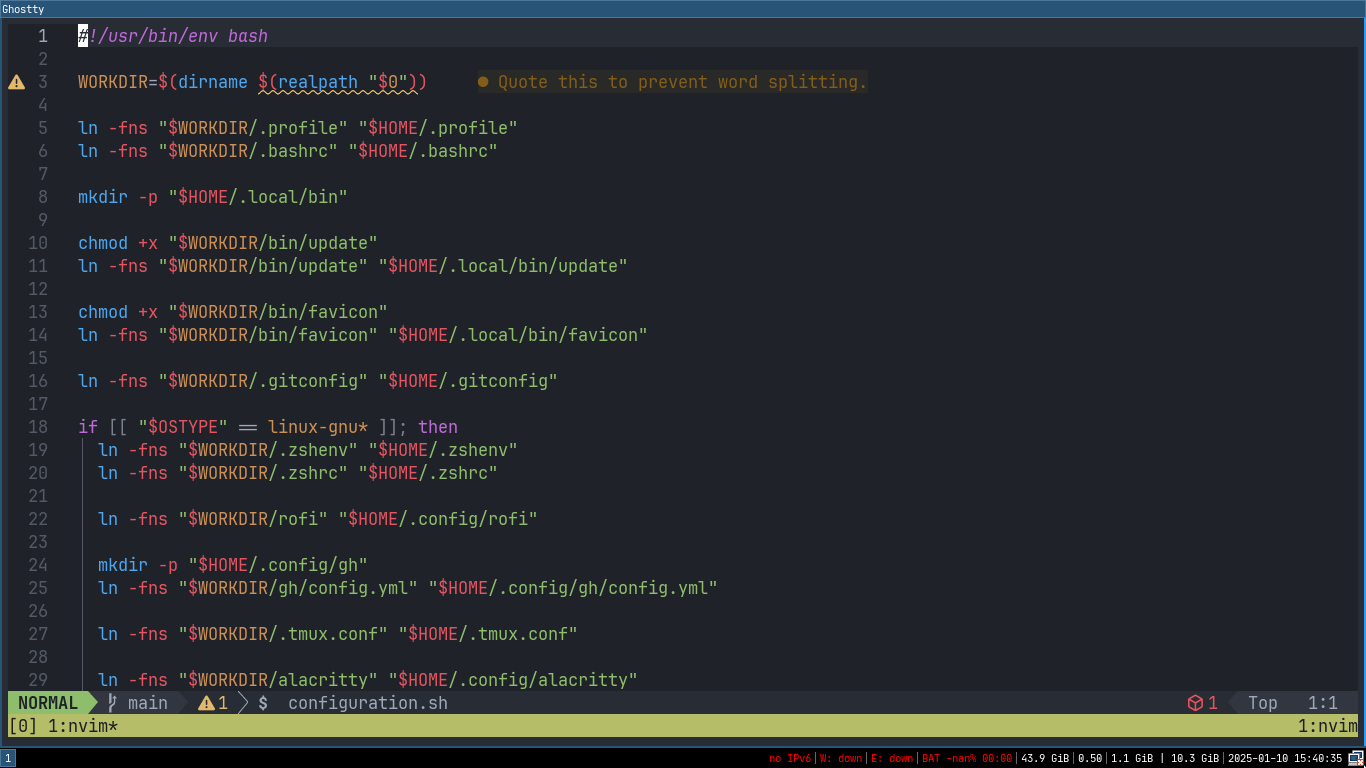 Ghostty
1 #!/usr/bin/env bash
2
3 WORKDIR=$(dirname $(realpath "$0")) ● Quote this to prevent word splitting.
4
5 ln -fns "$WORKDIR/.profile" "$HOME/.profile"
6 ln -fns "$WORKDIR/.bashrc" "$HOME/.bashrc"
7
8 mkdir -p "$HOME/.local/bin"
9
10 chmod +x "$WORKDIR/bin/update"
11 ln -fns "$WORKDIR/bin/update" "$HOME/.local/bin/update"
12
13 chmod +x "$WORKDIR/bin/favicon"
14 ln -fns "$WORKDIR/bin/favicon" "$HOME/.local/bin/favicon"
15
16 ln -fns "$WORKDIR/.gitconfig" "$HOME/.gitconfig"
17
18 if [[ "$OSTYPE" == linux-gnu* ]]; then
19 ln -fns "$WORKDIR/.zshenv" "$HOME/.zshenv"
20 ln -fns "$WORKDIR/.zshrc" "$HOME/.zshrc"
21
22 ln -fns "$WORKDIR/rofi" "$HOME/.config/rofi"
23
24 mkdir -p "$HOME/.config/gh"
25 ln -fns "$WORKDIR/gh/config.yml" "$HOME/.config/gh/config.yml"
26
27 ln -fns "$WORKDIR/.tmux.conf" "$HOME/.tmux.conf"
28
29 ln -fns "$WORKDIR/alacritty" "$HOME/.config/alacritty"
NORMAL main 1 $ configuration.sh 1 Top 1:1
[0] 1:nvim* 1:nvim
1 no IPv6|W: down|E: down|BAT -nan% 00:00|43.9 GiB|0.50|1.1 GiB | 10.3 GiB|2025-01-10 15:40:35